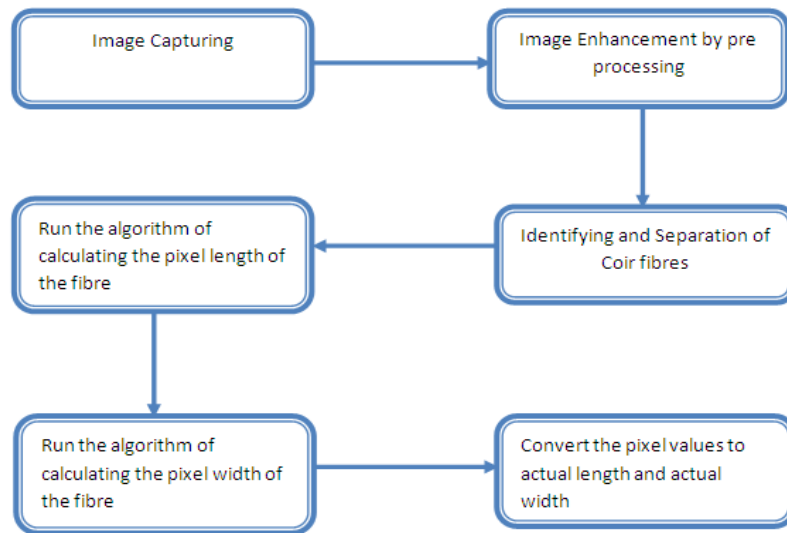 Image Capturing
Image Enhancement by pre
processing
Identifying and Separation of
Coir fibres
Run the algorithm of
calculating the pixel length of
the fibre
Run the algorithm of
calculating the pixel width of
the fibre
Convert the pixel values to
actual length and actual
width